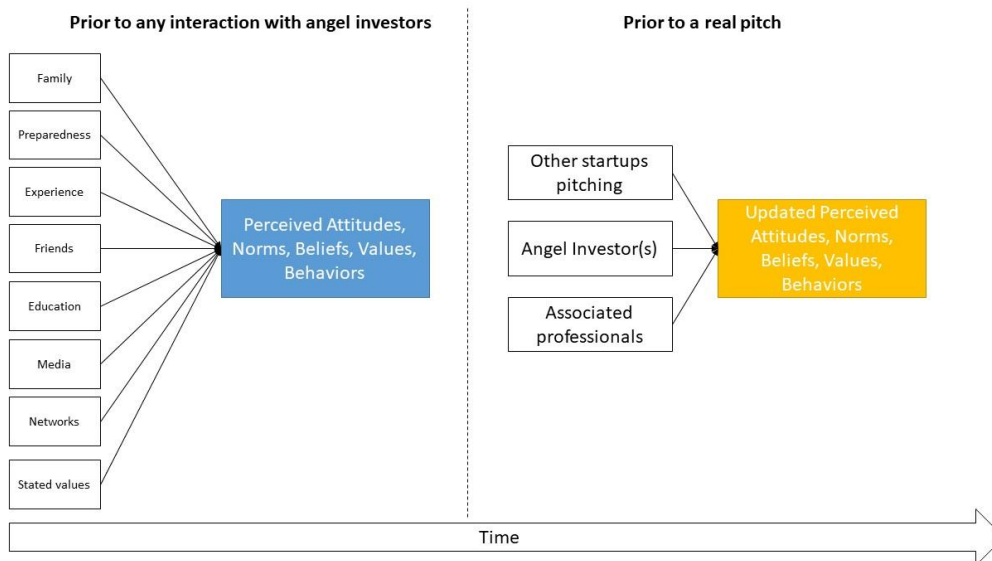 Prior to any interaction with angel investors
Prior to a real pitch
Family
Preparedness
Experience
Friends
Education
Media
Networks
Stated values
Perceived Attitudes,
Norms, Beliefs, Values,
Behaviors
Other startups
pitching
Angel Investor(s)
Associated
professionals
Updated Perceived
Attitudes, Norms,
Beliefs, Values,
Behaviors
Time